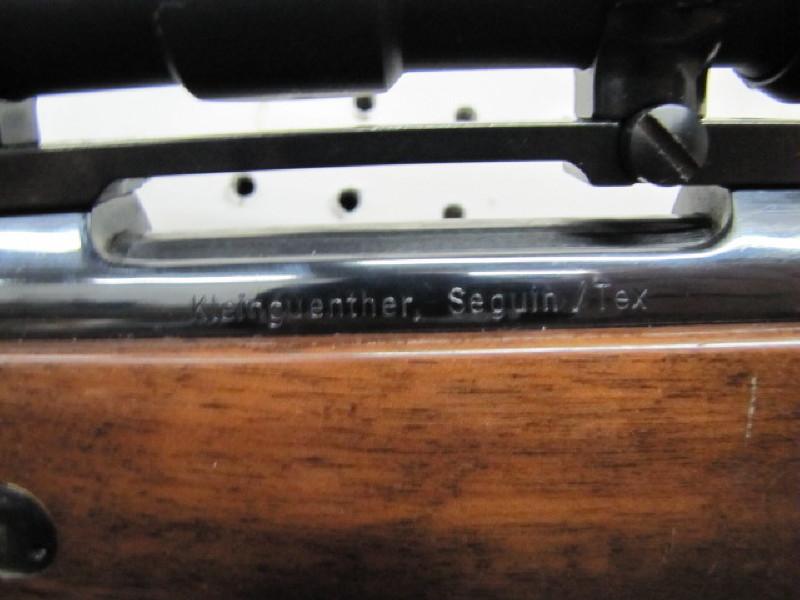 Kleinguenther, Seguin / Tex